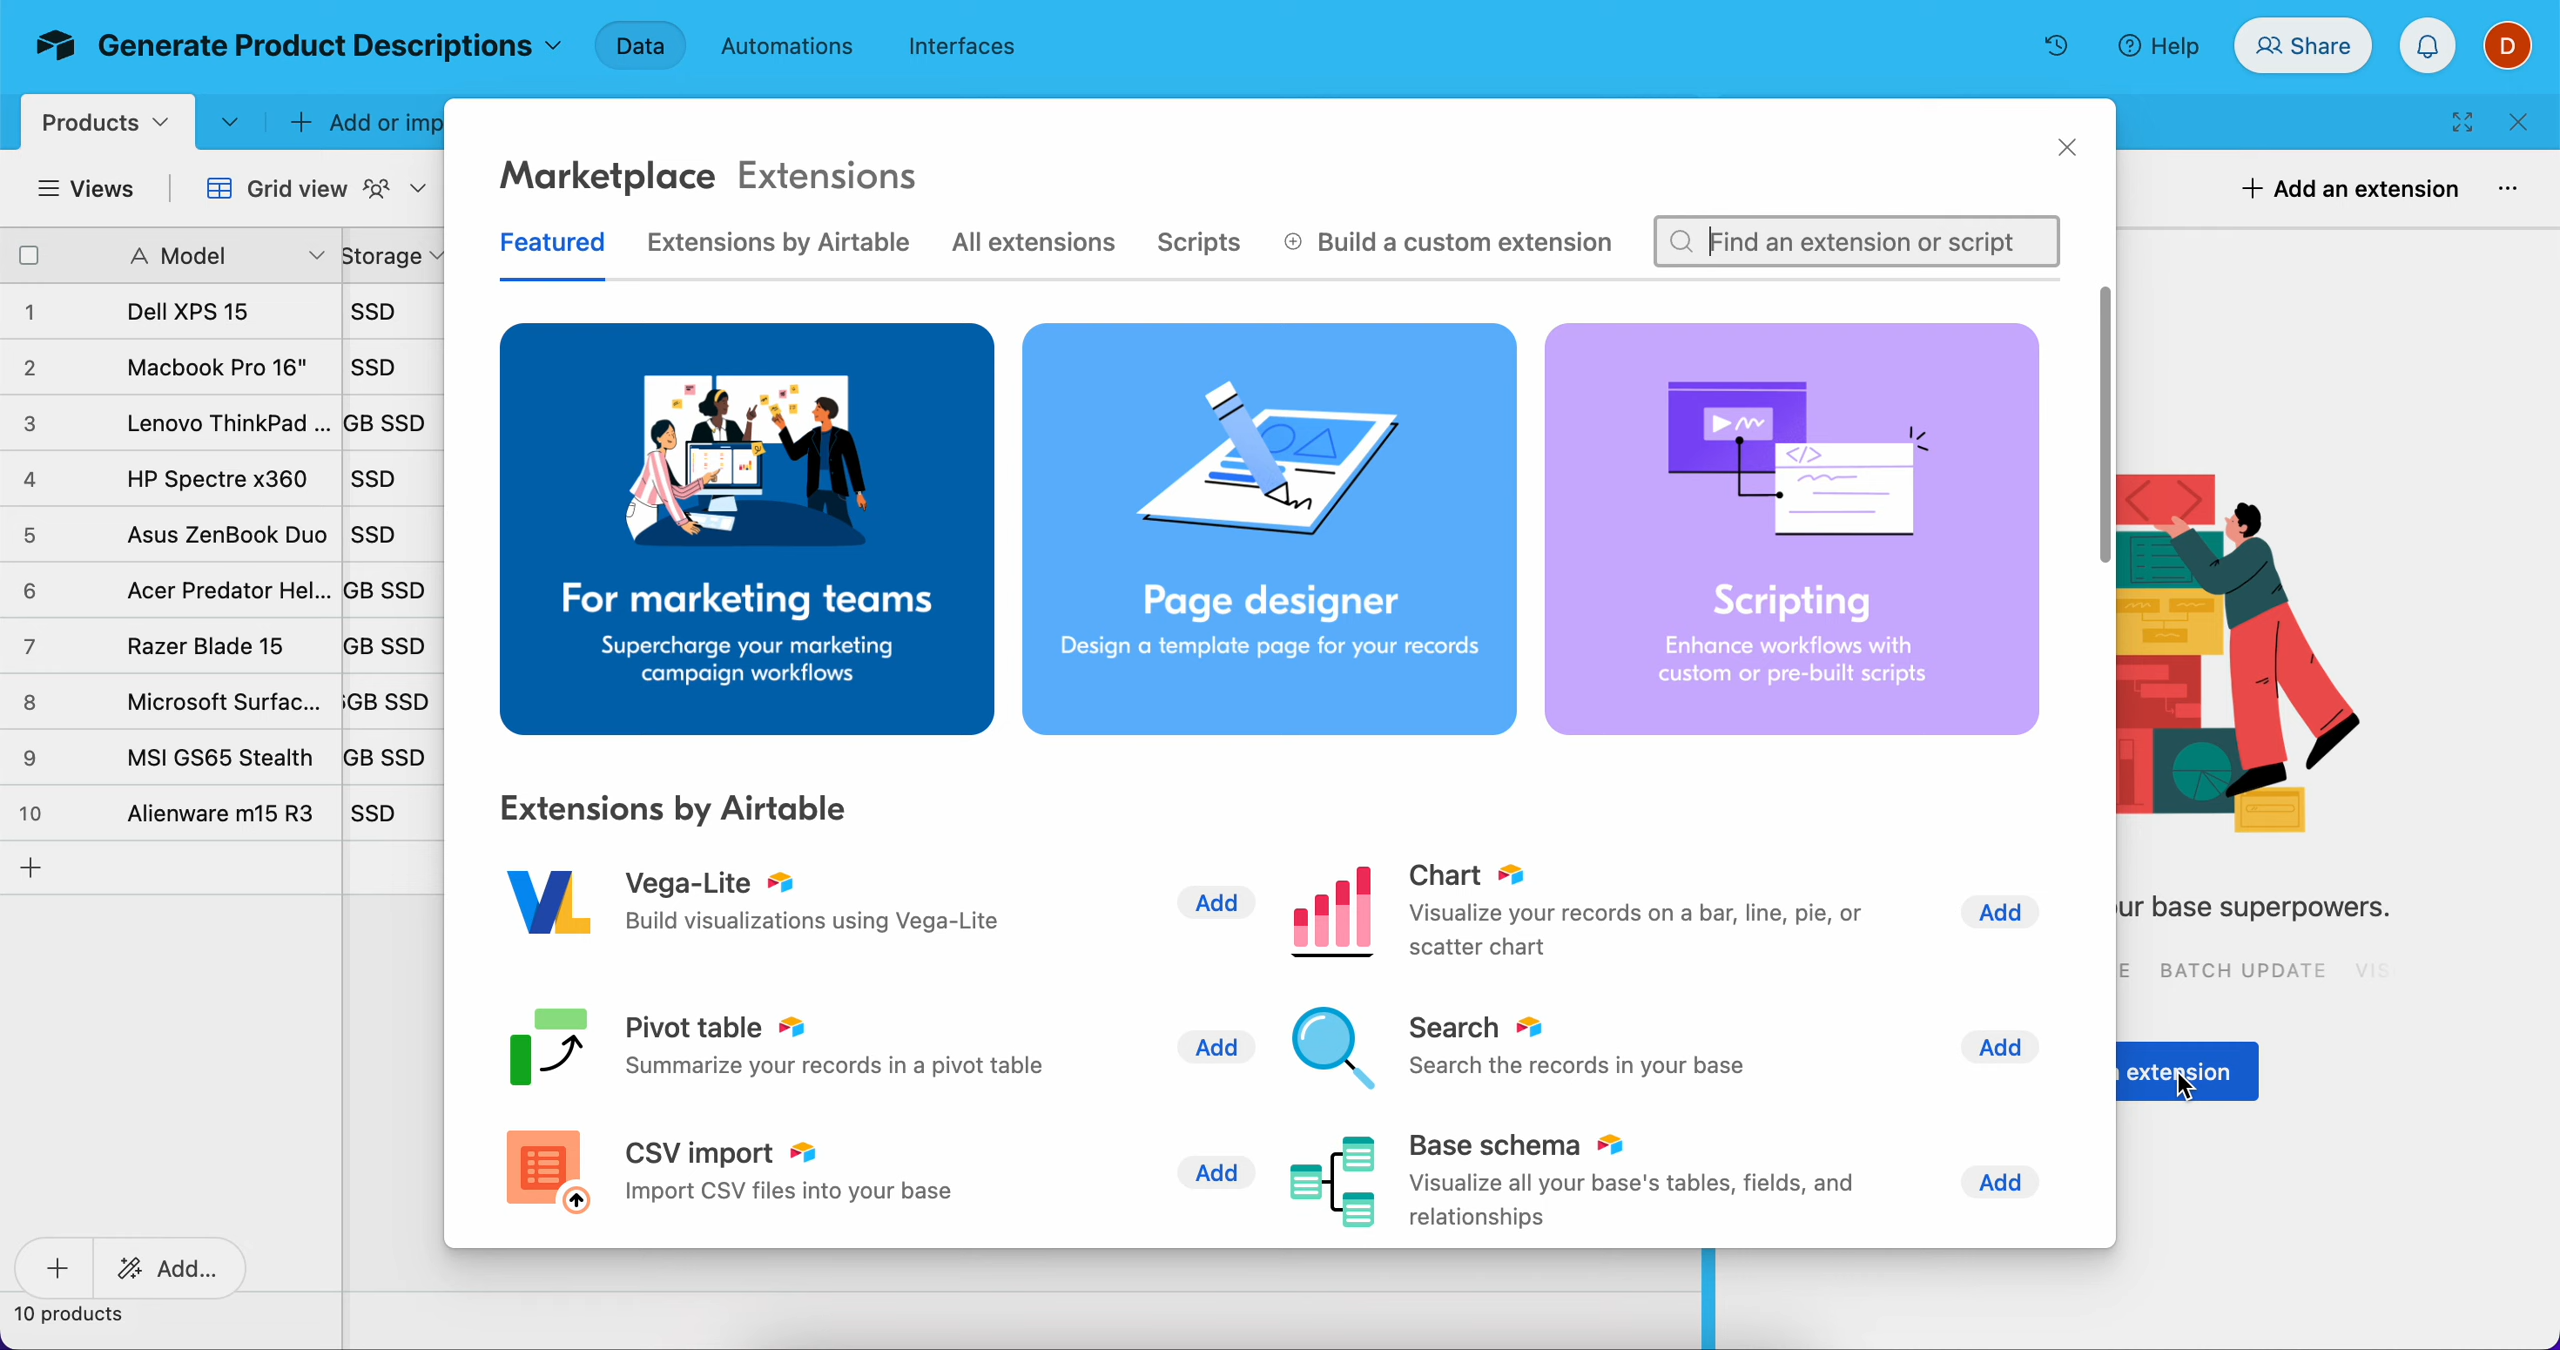 Generate Product Descriptions
Data
Automations
Interfaces
Help
Share
D
Products
Add or imp
Views
Grid view
Add an extension
Marketplace Extensions
Featured
Extensions by Airtable
All extensions
Scripts
Build a custom extension
Find an extension or script
A Model
Storage
1 Dell XPS 15 SSD
2 Macbook Pro 16" SSD
3 Lenovo ThinkPad ... GB SSD
4 HP Spectre x360 SSD
5 Asus ZenBook Duo SSD
6 Acer Predator Hel... GB SSD
7 Razer Blade 15 GB SSD
8 Microsoft Surfac... GB SSD
9 MSI GS65 Stealth GB SSD
10 Alienware m15 R3 SSD
For marketing teams
Supercharge your marketing
campaign workflows
Page designer
Design a template page for your records
Scripting
Enhance workflows with
custom or pre-built scripts
Extensions by Airtable
Vega-Lite
Build visualizations using Vega-Lite
Add
Chart
Visualize your records on a bar, line, pie, or
scatter chart
Add
Pivot table
Summarize your records in a pivot table
Add
Search
Search the records in your base
Add
CSV import
Import CSV files into your base
Add
Base schema
Visualize all your base's tables, fields, and
relationships
Add
ur base superpowers.
E BATCH UPDATE VIS
extension
Add...
10 products